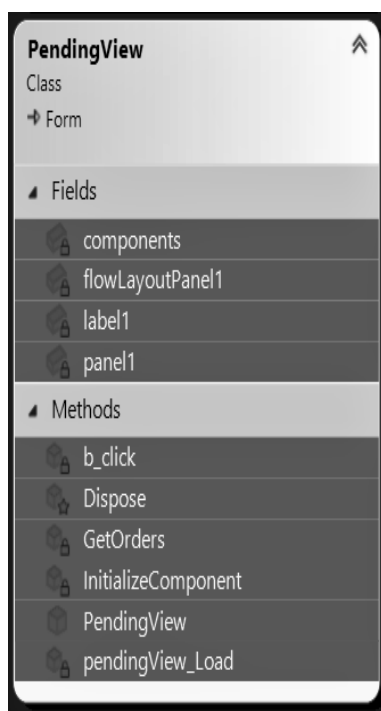 PendingView
Class
Form
Fields
components
flowLayoutPanel1
label1
panel1
Methods
b_click
Dispose
GetOrders
InitializeComponent
PendingView
pendingView_Load